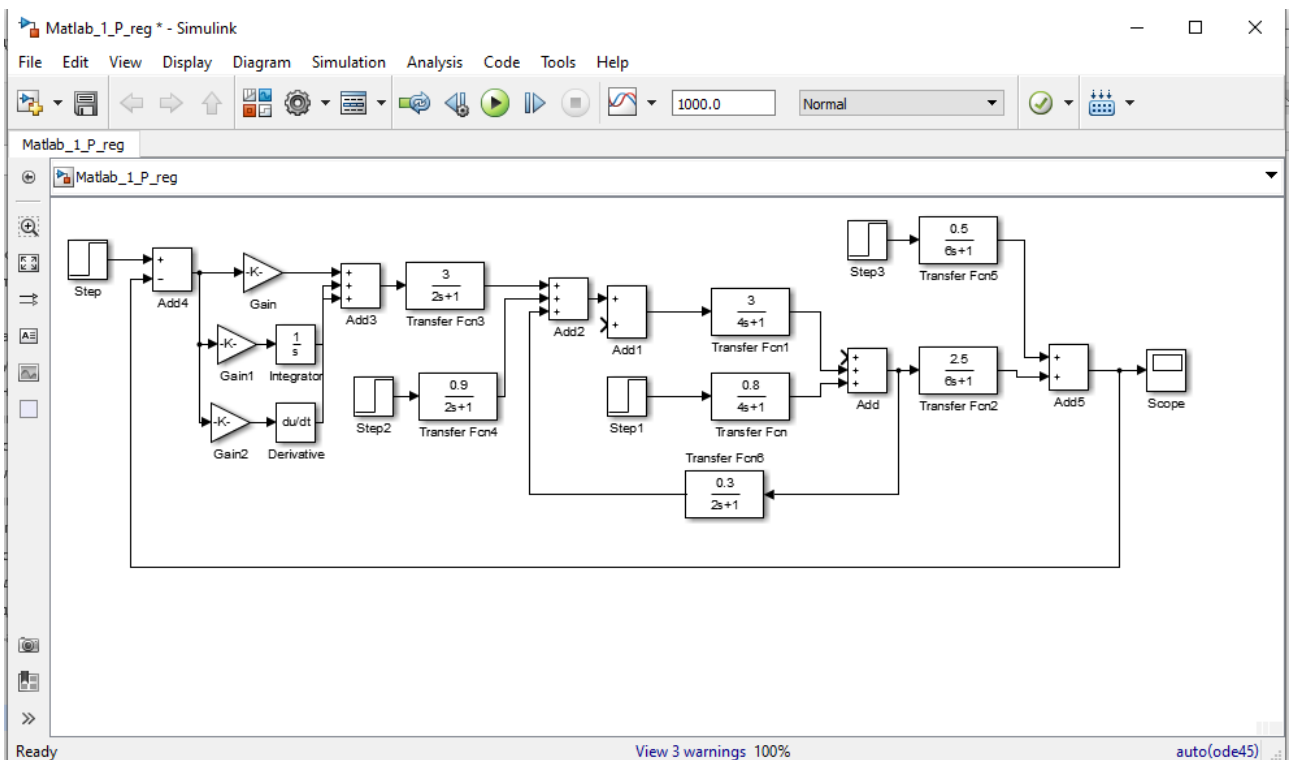 Matlab_1_P_reg * - Simulink
File Edit View Display Diagram Simulation Analysis Code Tools Help
1000.0 Normal
Matlab_1_P_reg
Matlab_1_P_reg
Step
+
−
Add4
-K-
Gain
-K-
Gain1
1
s
Integrator
-K-
Gain2
du/dt
Derivative
+
+
+
Add3
3
2s+1
Transfer Fcn3
Step2
0.9
2s+1
Transfer Fcn4
+
+
+
Add2
+
+
Add1
3
4s+1
Transfer Fcn1
Step1
0.8
4s+1
Transfer Fcn
Transfer Fcn6
0.3
2s+1
+
+
+
Add
Step3
0.5
6s+1
Transfer Fcn5
2.5
6s+1
Transfer Fcn2
+
+
Add5
Scope
Ready View 3 warnings 100% auto(ode45)